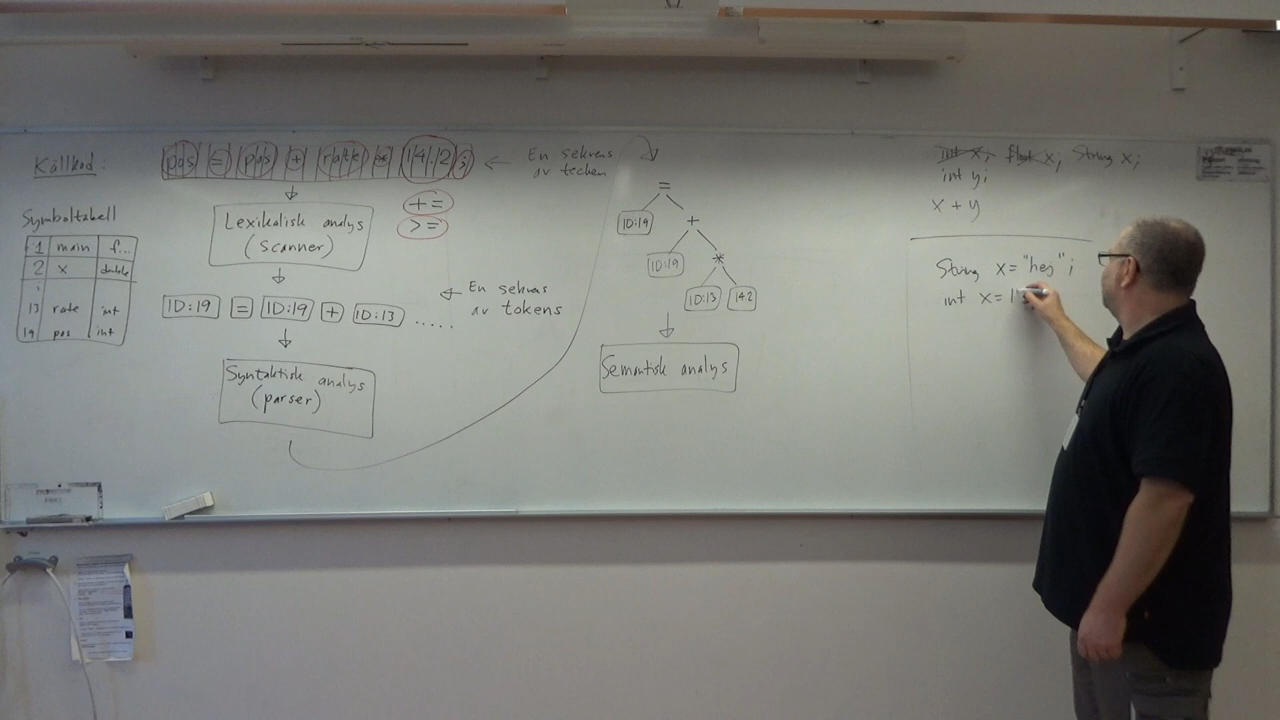 Källkod:
pos = pos + rate * 14.2;
← En sekvens
av tecken
+=
>=
Lexikalisk analys
(scanner)
Symboltabell
1 main f...
2 x double
13 rate int
19 pos int
ID:19 = ID:19 + ID:13 .....
← En sekvens
av tokens
Syntaktisk analys
(parser)
=
ID:19 +
ID:19 *
ID:13 14.2
Semantisk analys
int x; float x; String x;
int y;
x + y
String x = "hej";
int x =